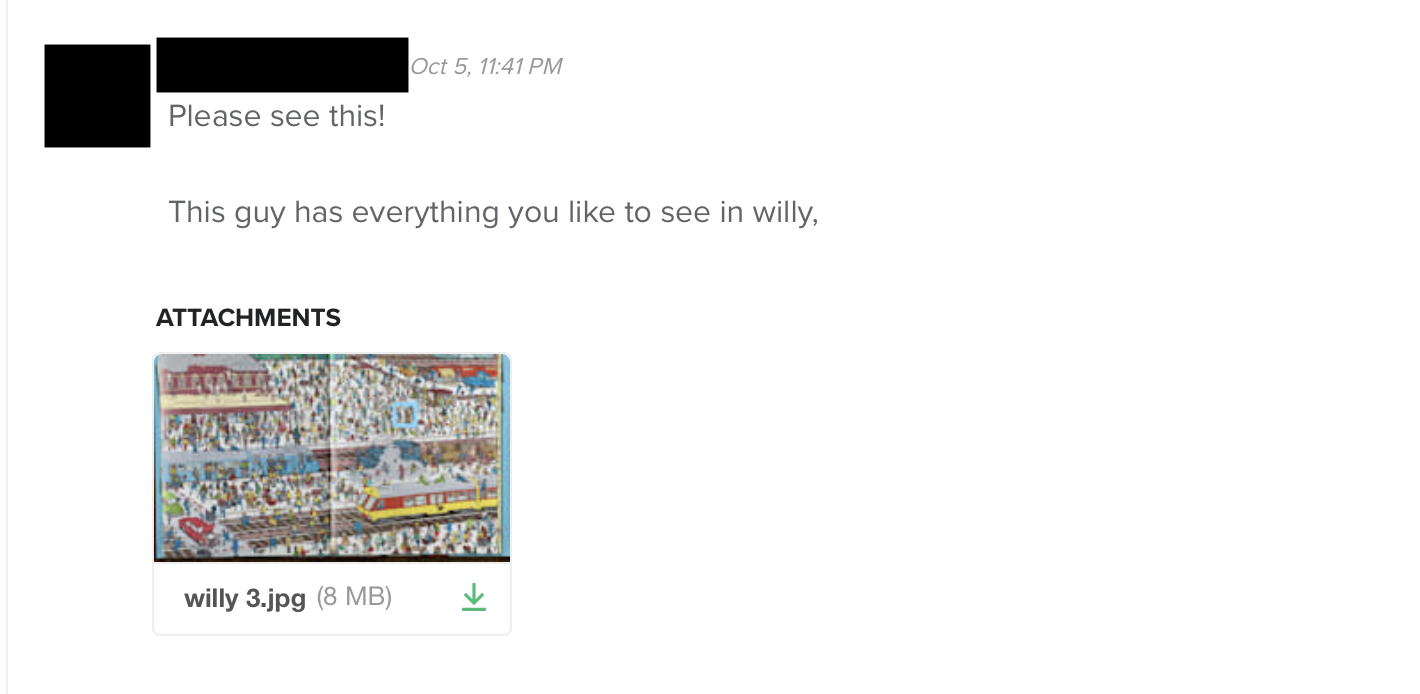 Oct 5, 11:41 PM
Please see this!
This guy has everything you like to see in willy,
ATTACHMENTS
willy 3.jpg (8 MB)